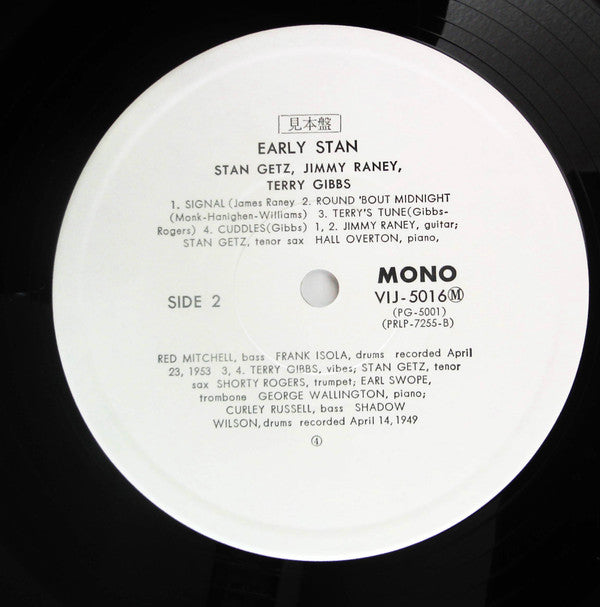 見本盤
EARLY STAN
STAN GETZ, JIMMY RANEY,
TERRY GIBBS
1. SIGNAL (James Raney 2. ROUND 'BOUT MIDNIGHT
(Monk-Hanighen-Williams) 3. TERRY'S TUNE(Gibbs-
Rogers) 4. CUDDLES(Gibbs) 1, 2. JIMMY RANEY, guitar;
STAN GETZ, tenor sax HALL OVERTON, piano,
MONO
SIDE 2
VIJ-5016Ⓜ
(PG-5001)
(PRLP-7255-B)
RED MITCHELL, bass FRANK ISOLA, drums recorded April
23, 1953 3, 4. TERRY GIBBS, vibes; STAN GETZ, tenor
sax SHORTY ROGERS, trumpet; EARL SWOPE,
trombone GEORGE WALLINGTON, piano;
CURLEY RUSSELL, bass SHADOW
WILSON, drums recorded April 14, 1949
④